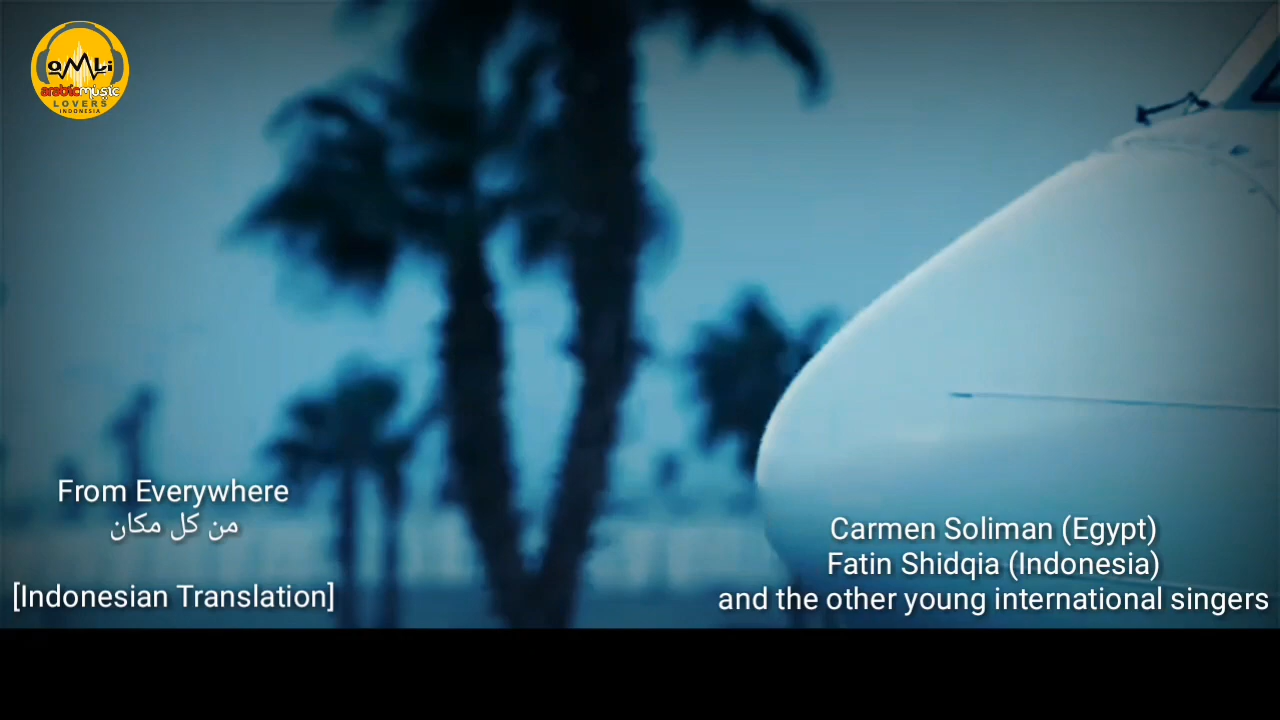 OMLI
arabicmusic
LOVERS
INDONESIA
From Everywhere
من كل مكان
[Indonesian Translation]
Carmen Soliman (Egypt)
Fatin Shidqia (Indonesia)
and the other young international singers